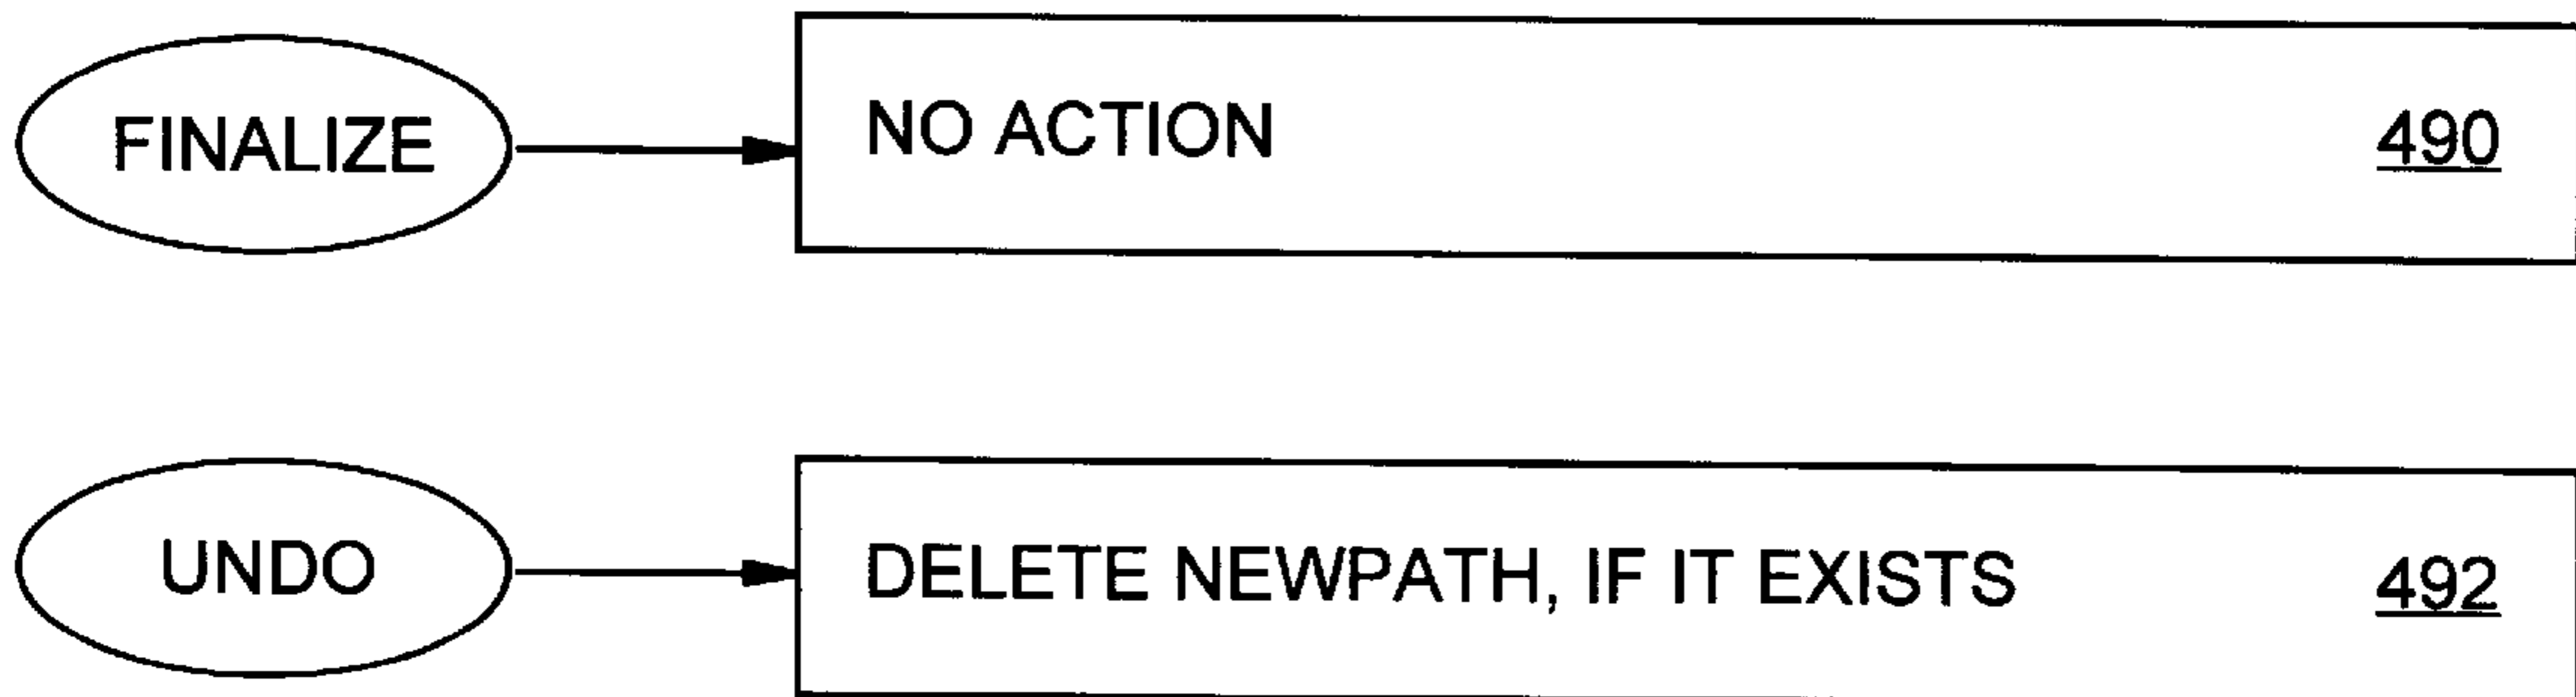 FINALIZE
NO ACTION 490
UNDO
DELETE NEWPATH, IF IT EXISTS 492